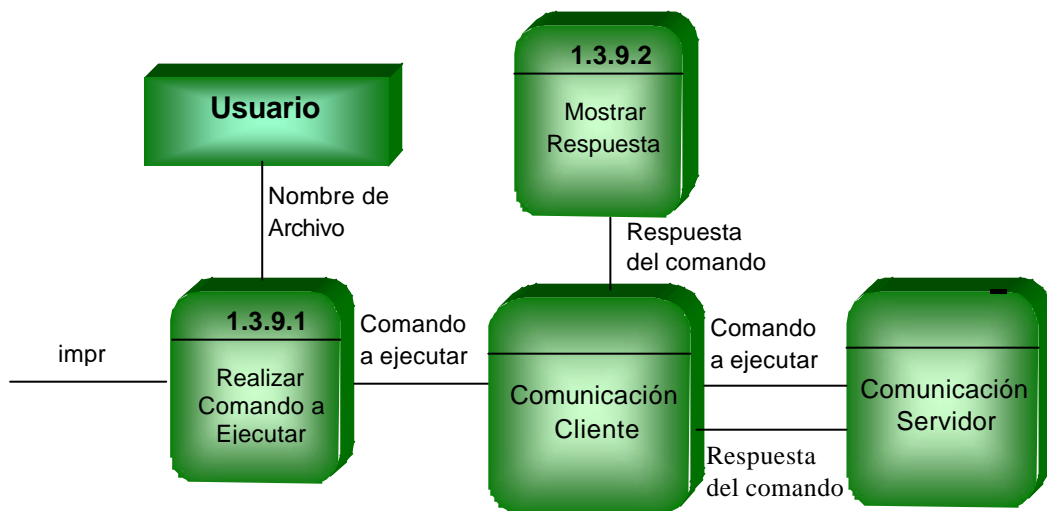 1.3.9.2
Mostrar
Respuesta
Usuario
Nombre de
Archivo
Respuesta
del comando
1.3.9.1
Realizar
Comando a
Ejecutar
impr
Comando
a ejecutar
Comunicación
Cliente
Comando
a ejecutar
Comunicación
Servidor
Respuesta
del comando